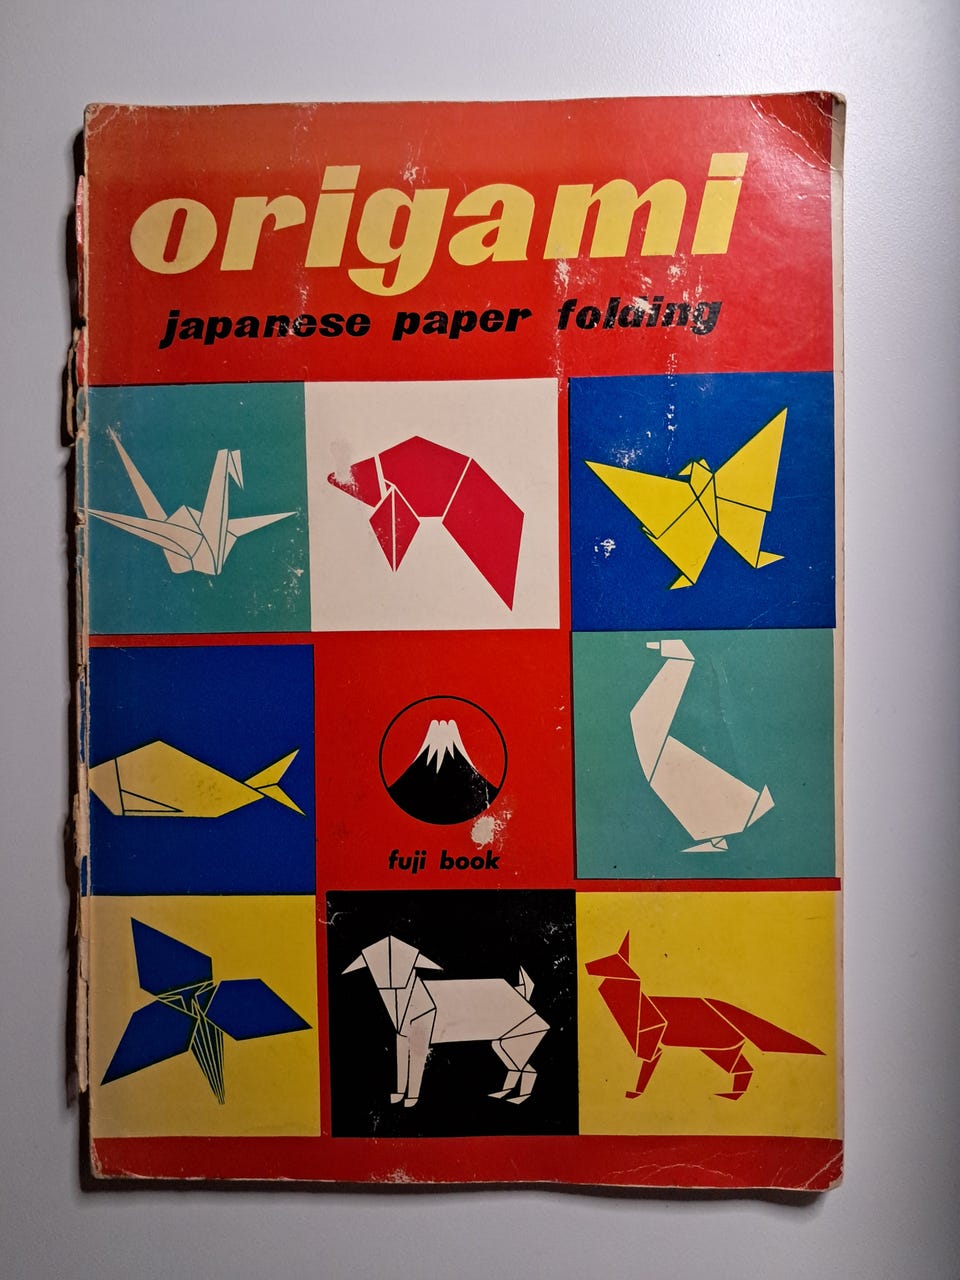 origami
japanese paper folding
fuji book